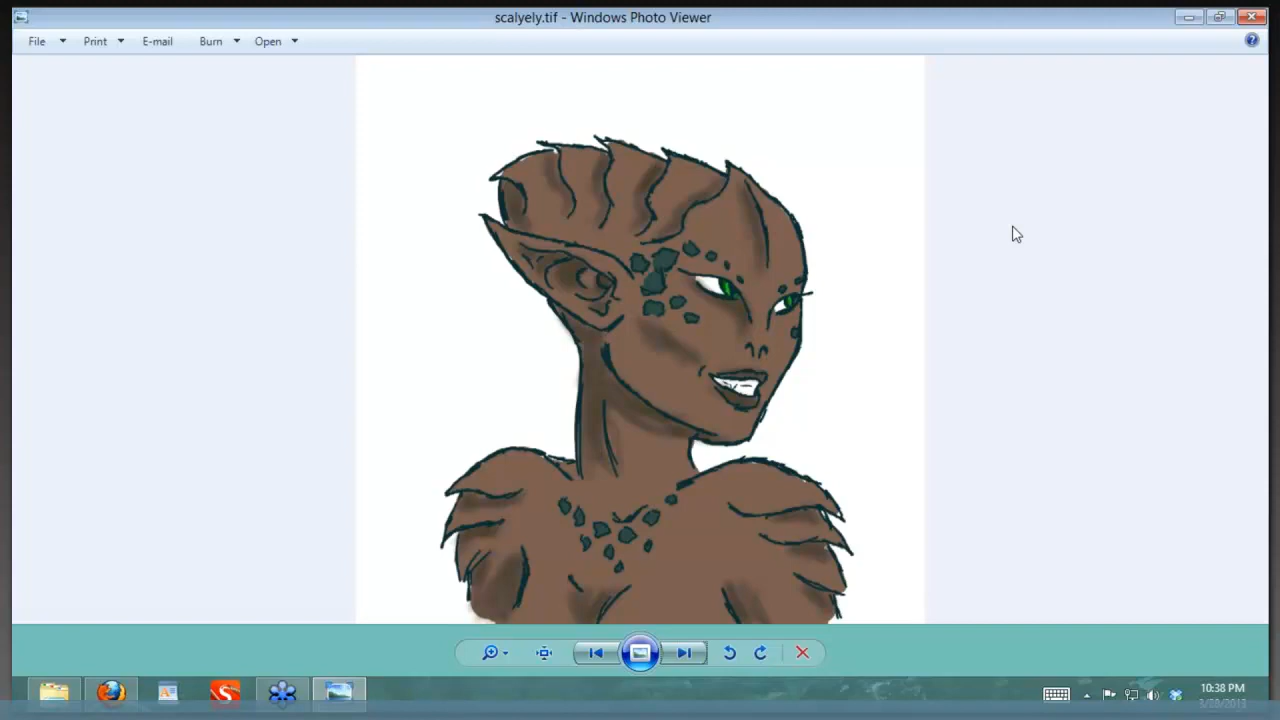 scalyely.tif - Windows Photo Viewer
File Print E-mail Burn Open
10:38 PM